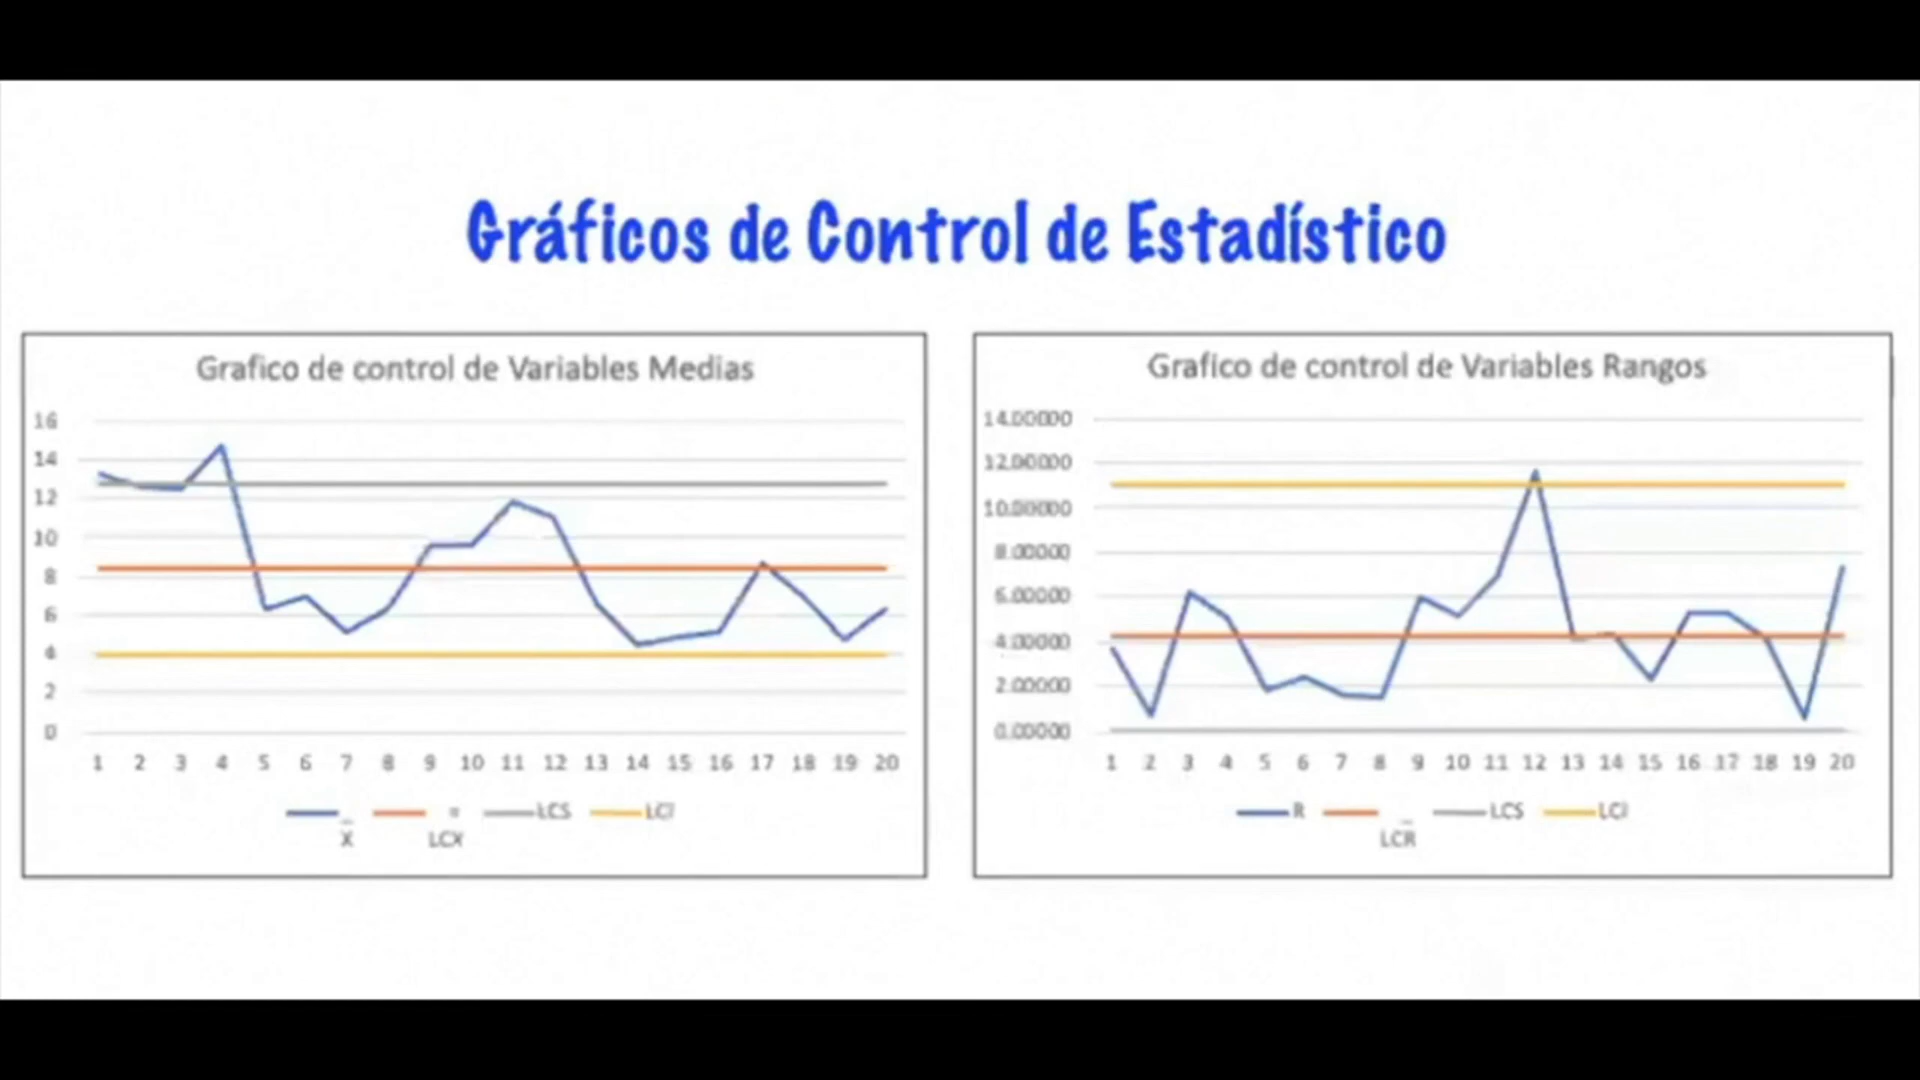 Gráficos de Control de Estadístico
Grafico de control de Variables Medias
16
14
12
10
8
6
4
2
0
1 2 3 4 5 6 7 8 9 10 11 12 13 14 15 16 17 18 19 20
X̄ LCX̿ LCS LCI
Grafico de control de Variables Rangos
14.00000
12.00000
10.00000
8.00000
6.00000
4.00000
2.00000
0.00000
1 2 3 4 5 6 7 8 9 10 11 12 13 14 15 16 17 18 19 20
R LCR̄ LCS LCI